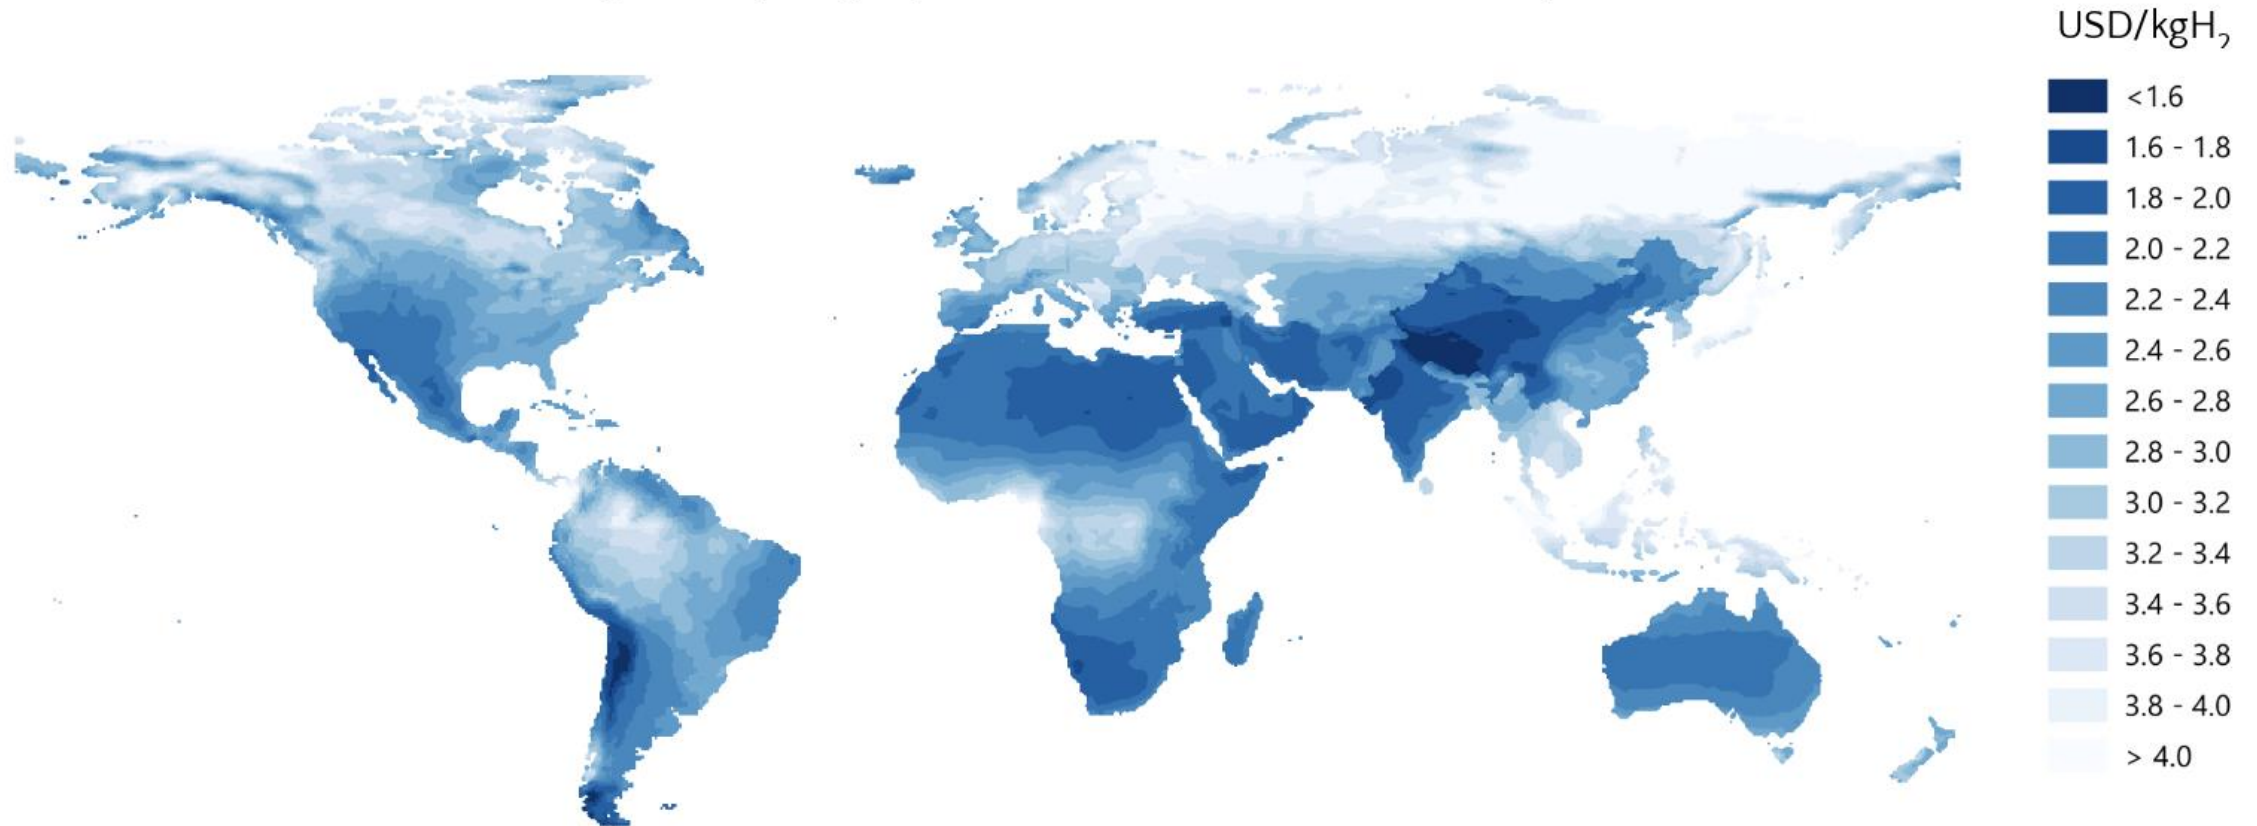 USD/kgH₂
<1.6
1.6 - 1.8
1.8 - 2.0
2.0 - 2.2
2.2 - 2.4
2.4 - 2.6
2.6 - 2.8
2.8 - 3.0
3.0 - 3.2
3.2 - 3.4
3.4 - 3.6
3.6 - 3.8
3.8 - 4.0
> 4.0